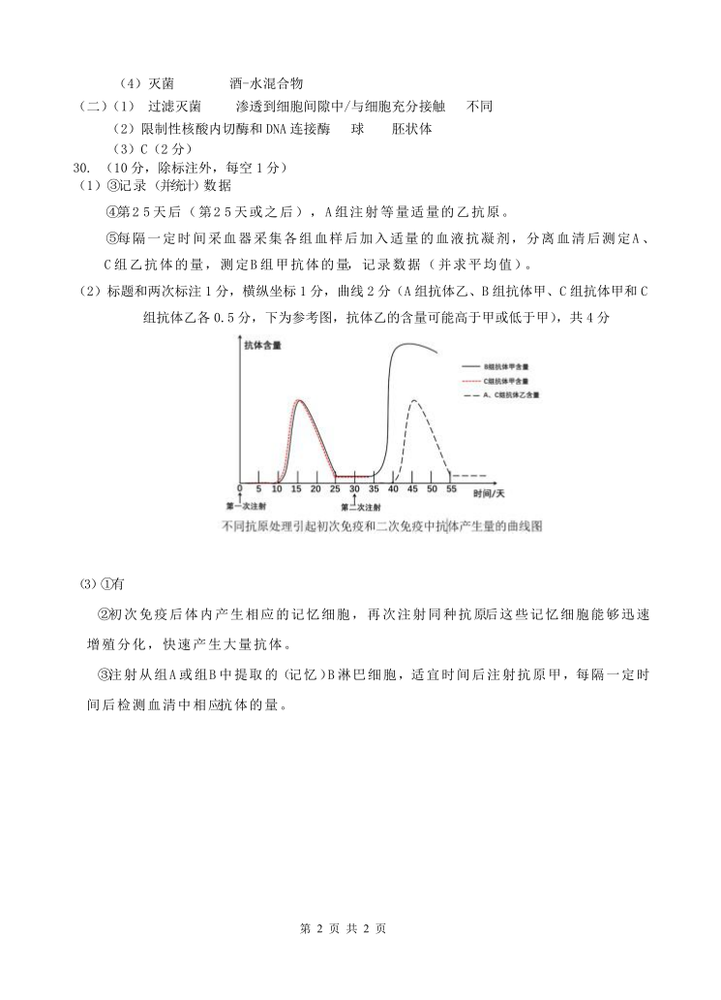 （4）灭菌 酒-水混合物
（二）（1） 过滤灭菌 渗透到细胞间隙中/与细胞充分接触 不同
（2）限制性核酸内切酶和 DNA 连接酶 球 胚状体
（3）C（2 分）
30. （10 分，除标注外，每空 1 分）
（1）③记录（并统计）数据
④第25天后（第25天或之后），A组注射等量适量的乙抗原。
⑤每隔一定时间采血器采集各组血样后加入适量的血液抗凝剂，分离血清后测定A、
C组乙抗体的量，测定B组甲抗体的量，记录数据（并求平均值）。
（2）标题和两次标注 1 分，横纵坐标 1 分，曲线 2 分（A 组抗体乙、B 组抗体甲、C 组抗体甲和 C
组抗体乙各 0.5 分，下为参考图，抗体乙的含量可能高于甲或低于甲），共 4 分
抗体含量
B组抗体甲含量
C组抗体甲含量
A、C组抗体乙含量
0 5 10 15 20 25 30 35 40 45 50 55
时间/天
第一次注射 第二次注射
不同抗原处理引起初次免疫和二次免疫中抗体产生量的曲线图
（3）①有
②初次免疫后体内产生相应的记忆细胞，再次注射同种抗原后这些记忆细胞能够迅速
增殖分化，快速产生大量抗体。
③注射从组A或组B中提取的（记忆）B淋巴细胞，适宜时间后注射抗原甲，每隔一定时
间后检测血清中相应抗体的量。
第 2 页 共 2 页